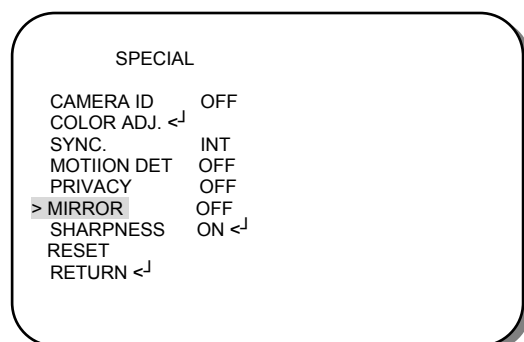 SPECIAL
CAMERA ID OFF
COLOR ADJ. <┘
SYNC. INT
MOTIION DET OFF
PRIVACY OFF
> MIRROR OFF
SHARPNESS ON <┘
RESET
RETURN <┘